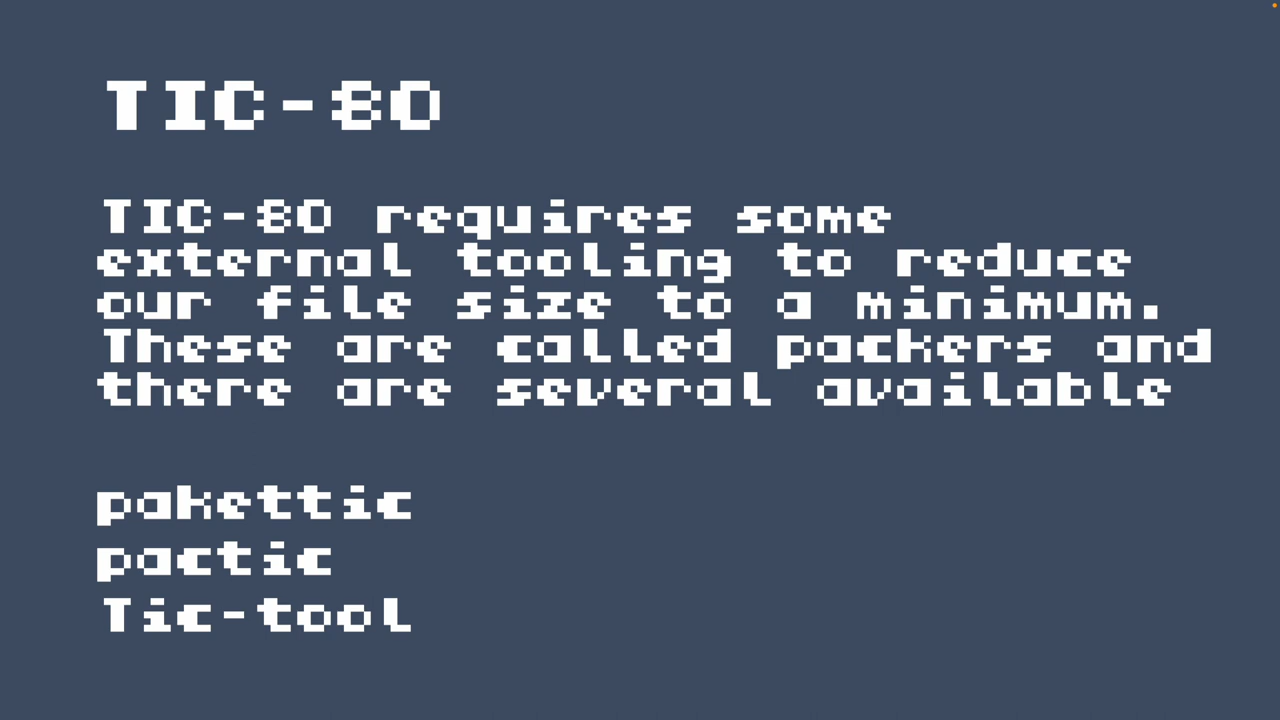 TIC-80
TIC-80 requires some
external tooling to reduce
our file size to a minimum.
These are called packers and
there are several available
pakettic
pactic
Tic-tool